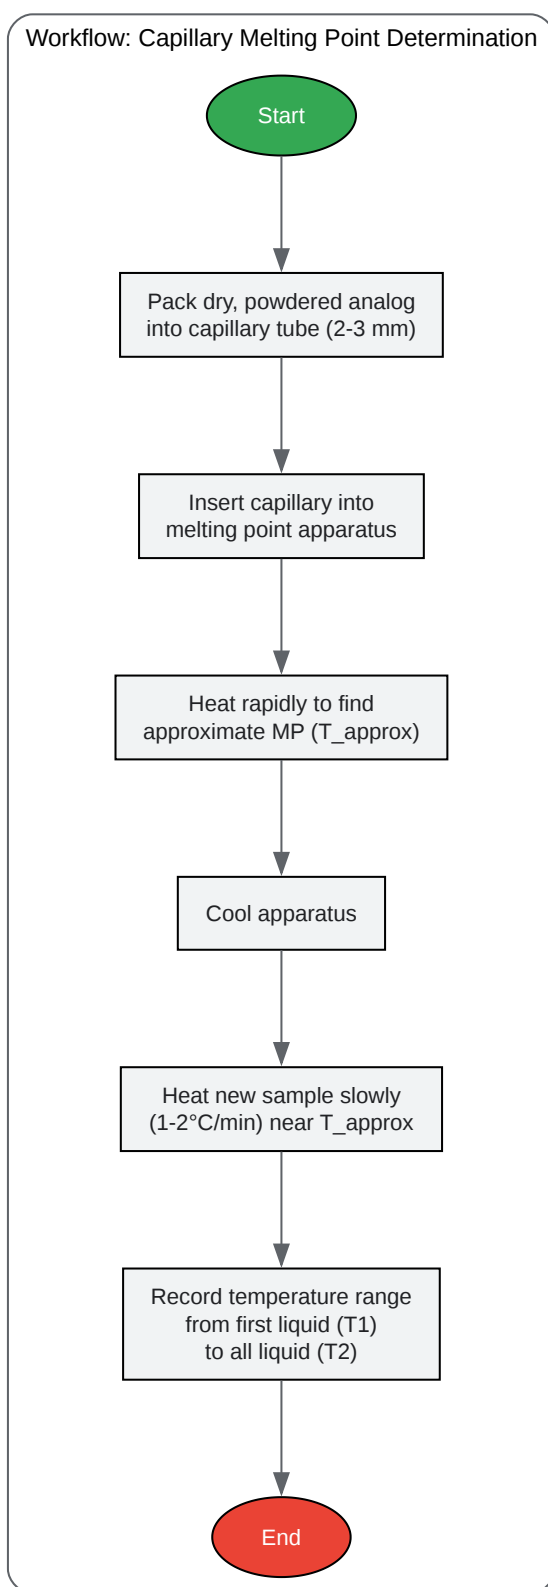 Workflow: Capillary Melting Point Determination
Start
Pack dry, powdered analog
into capillary tube (2-3 mm)
Insert capillary into
melting point apparatus
Heat rapidly to find
approximate MP (T_approx)
Cool apparatus
Heat new sample slowly
(1-2°C/min) near T_approx
Record temperature range
from first liquid (T1)
to all liquid (T2)
End